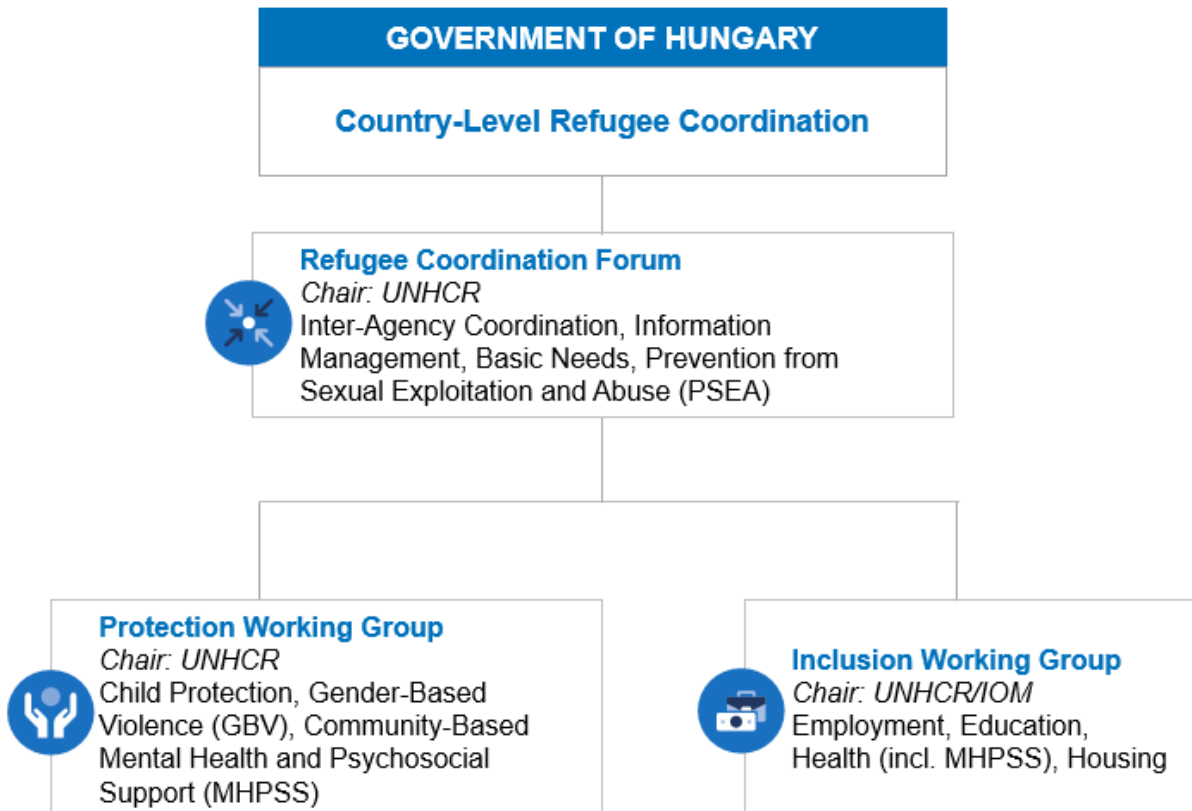 GOVERNMENT OF HUNGARY
Country-Level Refugee Coordination
Refugee Coordination Forum
Chair: UNHCR
Inter-Agency Coordination, Information
Management, Basic Needs, Prevention from
Sexual Exploitation and Abuse (PSEA)
Protection Working Group
Chair: UNHCR
Child Protection, Gender-Based
Violence (GBV), Community-Based
Mental Health and Psychosocial
Support (MHPSS)
Inclusion Working Group
Chair: UNHCR/IOM
Employment, Education,
Health (incl. MHPSS), Housing